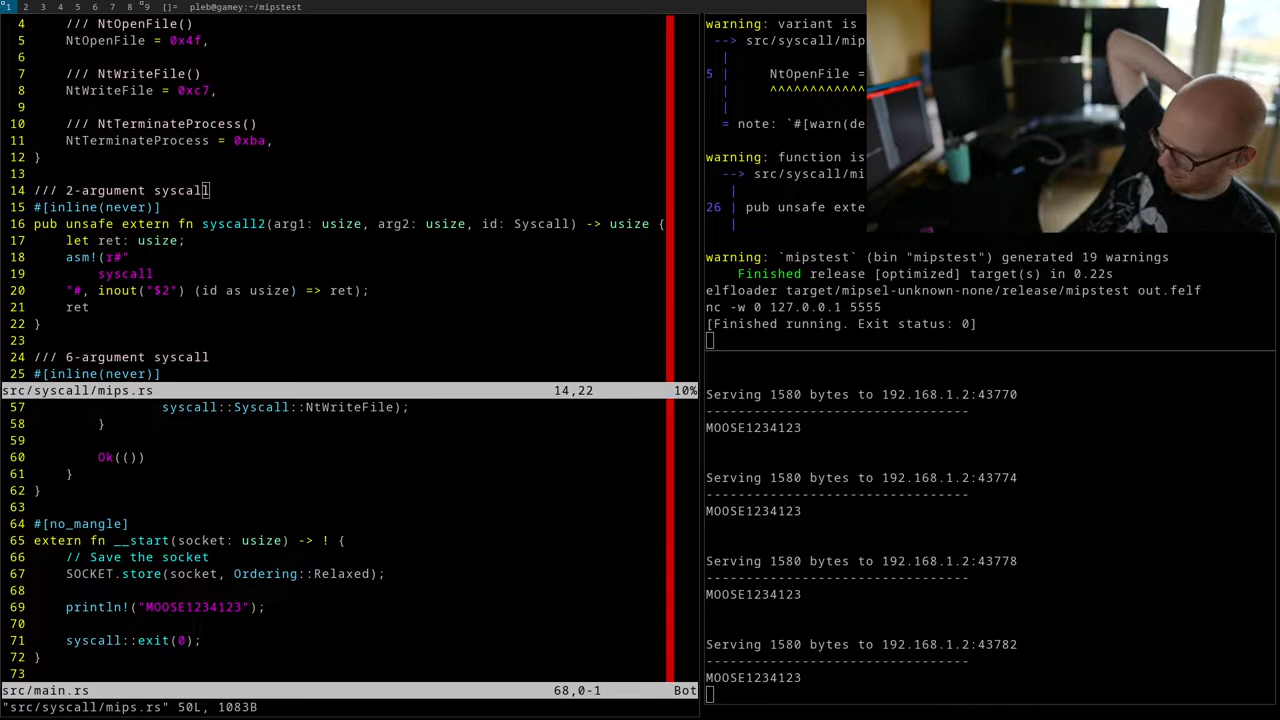 1 2 3 4 5 6 7 8 9 []= pleb@gamey:~/mipstest
4 /// NtOpenFile()
5 NtOpenFile = 0x4f,
6
7 /// NtWriteFile()
8 NtWriteFile = 0xc7,
9
10 /// NtTerminateProcess()
11 NtTerminateProcess = 0xba,
12 }
13
14 /// 2-argument syscall
15 #[inline(never)]
16 pub unsafe extern fn syscall2(arg1: usize, arg2: usize, id: Syscall) -> usize {
17 let ret: usize;
18 asm!(r#"
19 syscall
20 "#, inout("$2") (id as usize) => ret);
21 ret
22 }
23
24 /// 6-argument syscall
25 #[inline(never)]
src/syscall/mips.rs 14,22 10%
57 syscall::Syscall::NtWriteFile);
58 }
59
60 Ok(())
61 }
62 }
63
64 #[no_mangle]
65 extern fn __start(socket: usize) -> ! {
66 // Save the socket
67 SOCKET.store(socket, Ordering::Relaxed);
68
69 println!("MOOSE1234123");
70
71 syscall::exit(0);
72 }
73
src/main.rs 68,0-1 Bot
"src/syscall/mips.rs" 50L, 1083B
warning: variant is
--> src/syscall/mip
|
5 | NtOpenFile =
| ^^^^^^^^^^^^
|
= note: `#[warn(de
warning: function is
--> src/syscall/mi
|
26 | pub unsafe exte
|
warning: `mipstest` (bin "mipstest") generated 19 warnings
Finished release [optimized] target(s) in 0.22s
elfloader target/mipsel-unknown-none/release/mipstest out.felf
nc -w 0 127.0.0.1 5555
[Finished running. Exit status: 0]
Serving 1580 bytes to 192.168.1.2:43770
---------------------------------
MOOSE1234123
Serving 1580 bytes to 192.168.1.2:43774
---------------------------------
MOOSE1234123
Serving 1580 bytes to 192.168.1.2:43778
---------------------------------
MOOSE1234123
Serving 1580 bytes to 192.168.1.2:43782
---------------------------------
MOOSE1234123